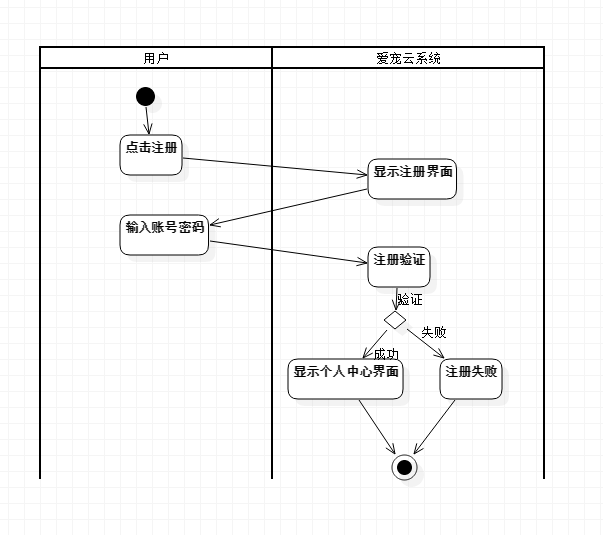 用户
爱宠云系统
点击注册
显示注册界面
输入账号密码
注册验证
验证
失败
成功
显示个人中心界面
注册失败